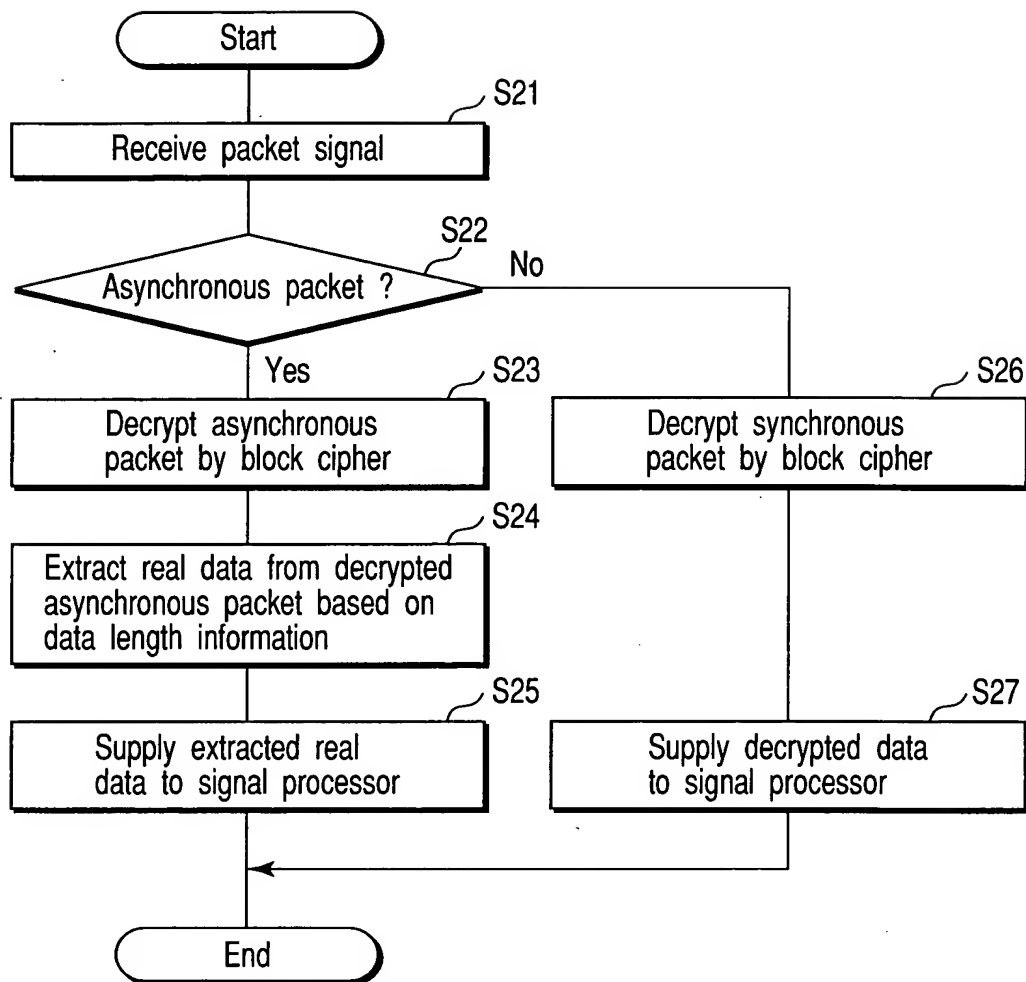 Start
S21
Receive packet signal
S22
Asynchronous packet ?
No
Yes
S23
Decrypt asynchronous
packet by block cipher
S26
Decrypt synchronous
packet by block cipher
S24
Extract real data from decrypted
asynchronous packet based on
data length information
S25
Supply extracted real
data to signal processor
S27
Supply decrypted data
to signal processor
End